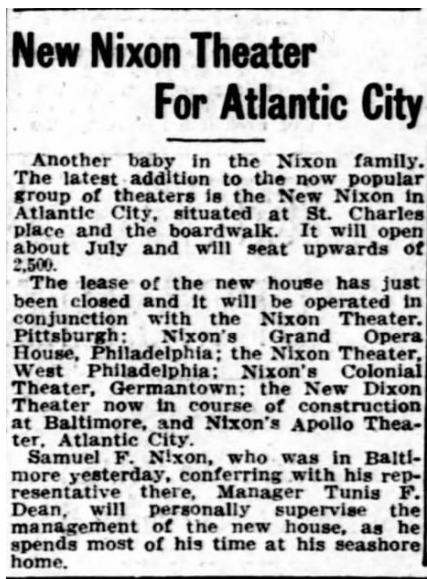 New Nixon Theater
For Atlantic City
Another baby in the Nixon family.
The latest addition to the now popular
group of theaters is the New Nixon in
Atlantic City, situated at St. Charles
place and the boardwalk. It will open
about July and will seat upwards of
2,500.
The lease of the new house has just
been closed and it will be operated in
conjunction with the Nixon Theater,
Pittsburgh; Nixon's Grand Opera
House, Philadelphia; the Nixon Theater,
West Philadelphia; Nixon's Colonial
Theater, Germantown; the New Dixon
Theater now in course of construction
at Baltimore, and Nixon's Apollo Thea-
ter, Atlantic City.
Samuel F. Nixon, who was in Balti-
more yesterday, conferring with his rep-
resentative there, Manager Tunis F.
Dean, will personally supervise the
management of the new house, as he
spends most of his time at his seashore
home.